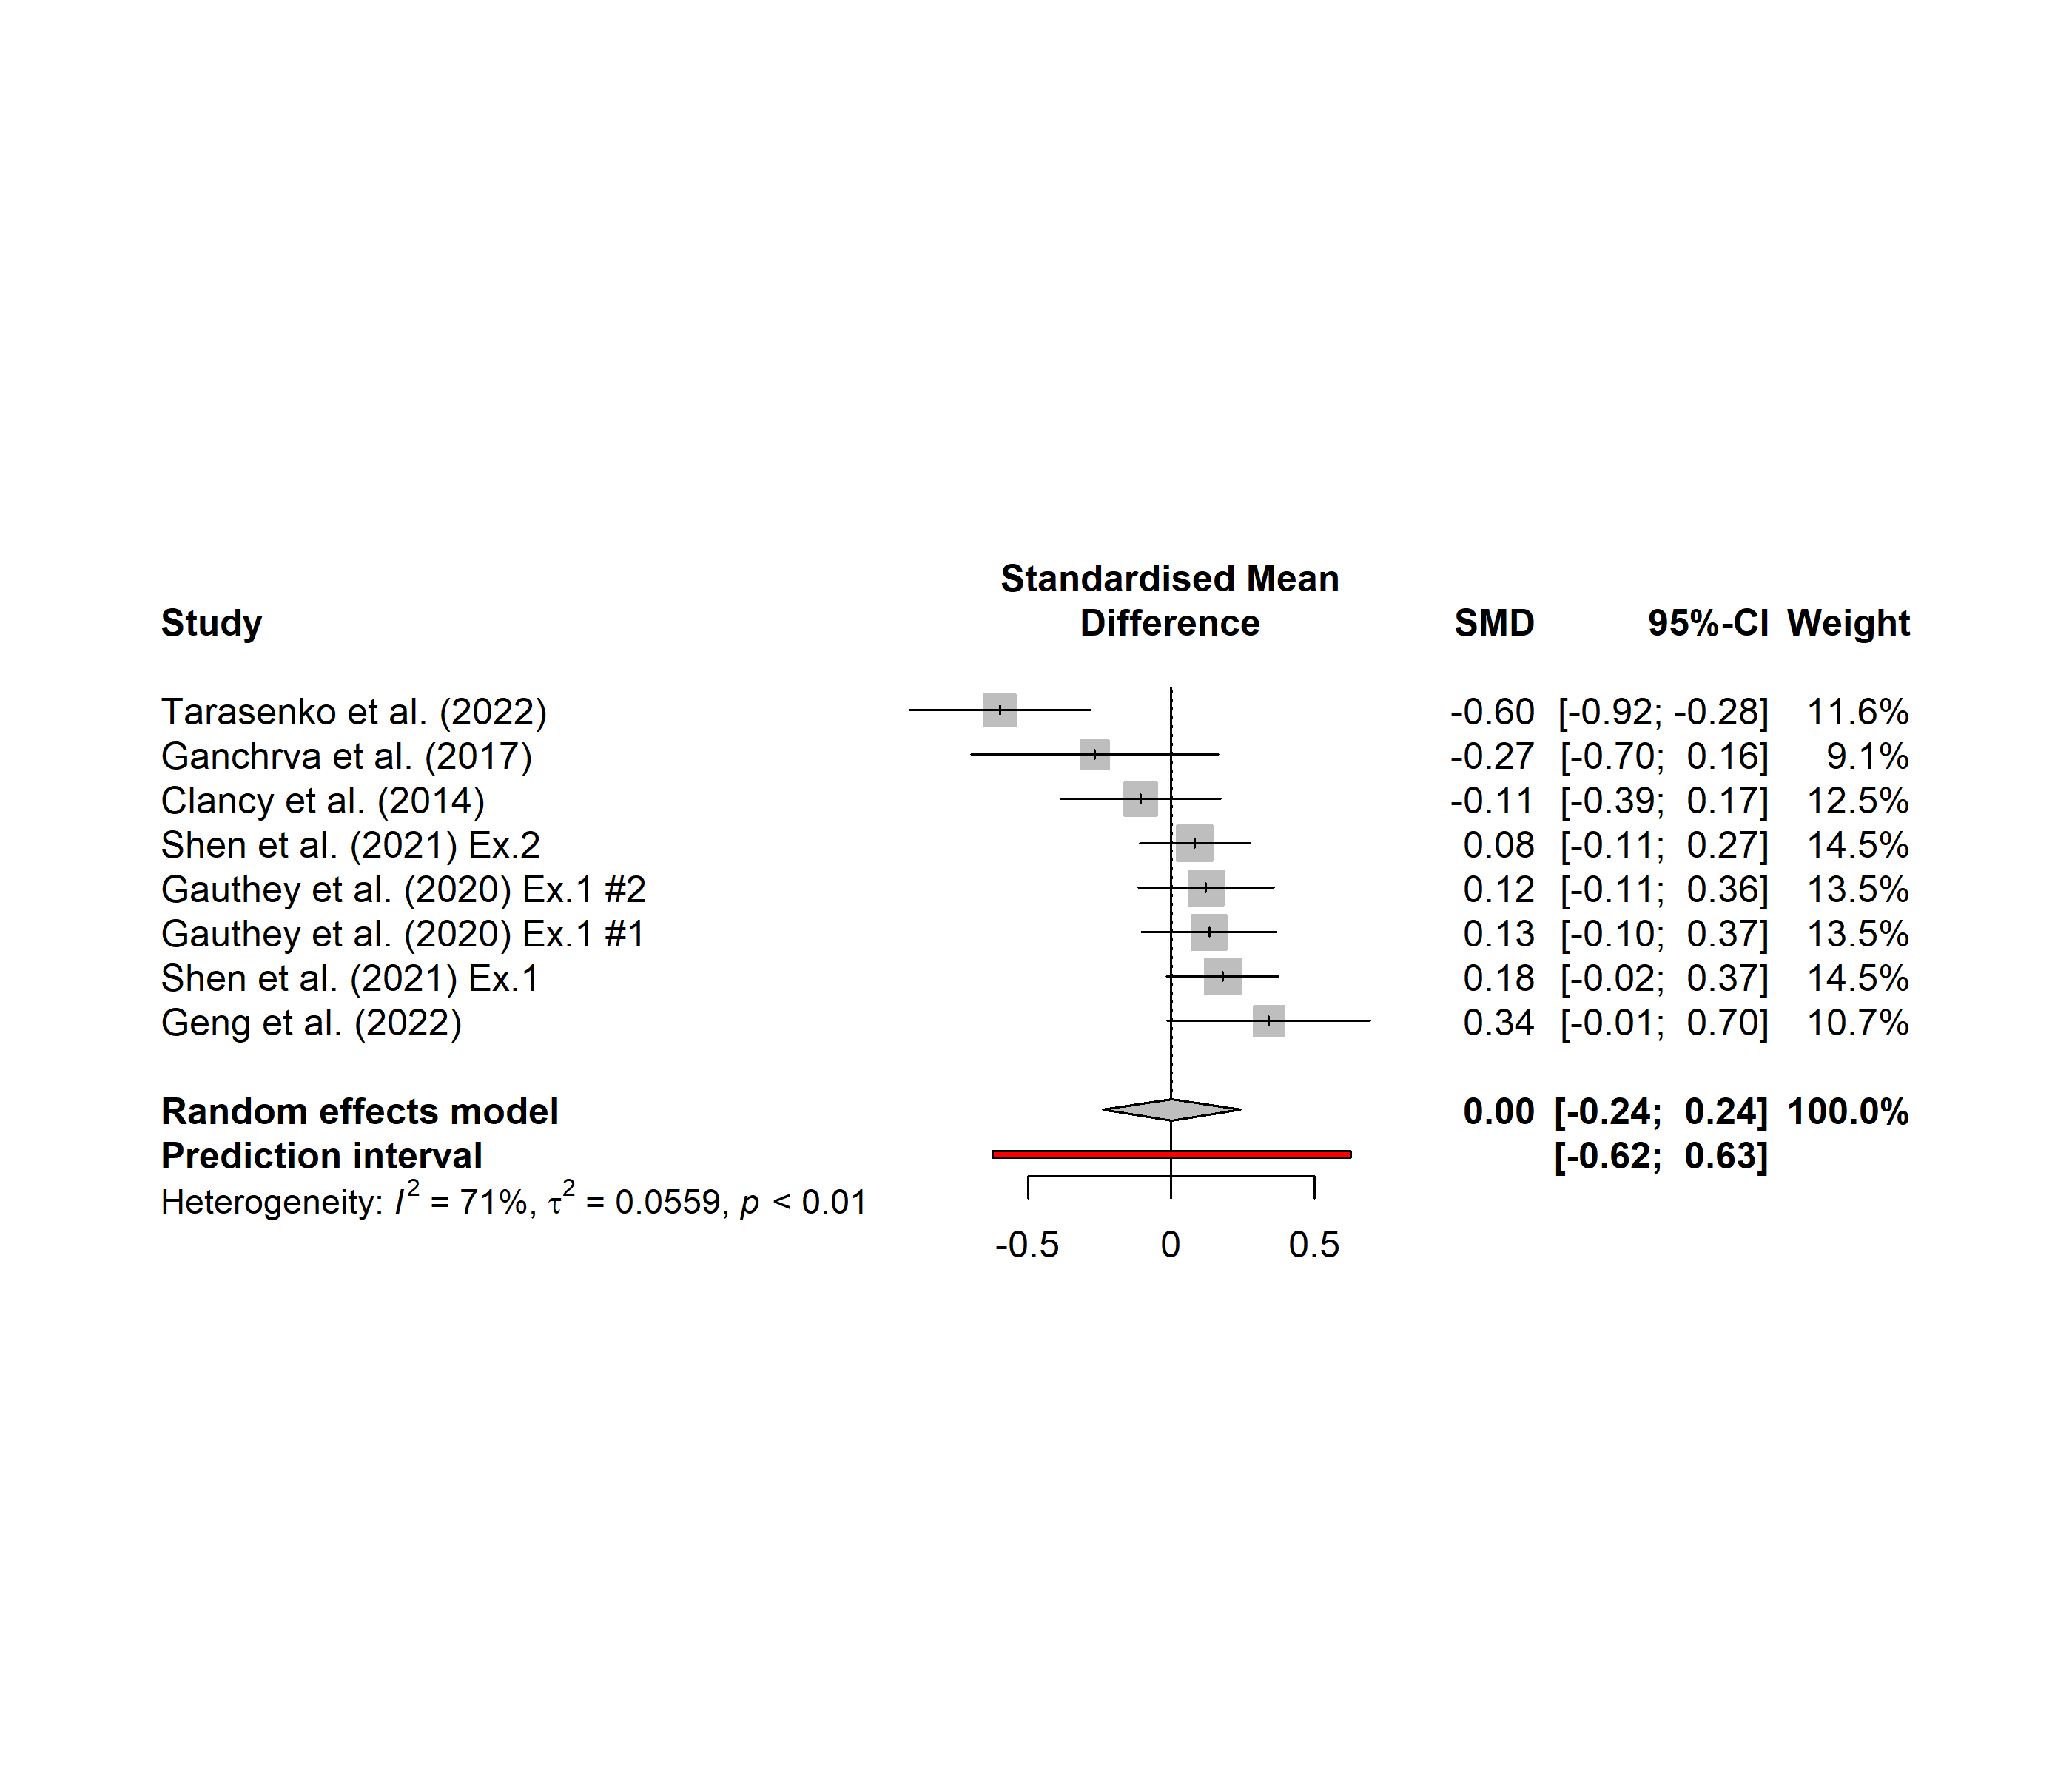 Standardised Mean
Study Difference SMD 95%-CI Weight
Tarasenko et al. (2022) -0.60 [-0.92; -0.28] 11.6%
Ganchrva et al. (2017) -0.27 [-0.70; 0.16] 9.1%
Clancy et al. (2014) -0.11 [-0.39; 0.17] 12.5%
Shen et al. (2021) Ex.2 0.08 [-0.11; 0.27] 14.5%
Gauthey et al. (2020) Ex.1 #2 0.12 [-0.11; 0.36] 13.5%
Gauthey et al. (2020) Ex.1 #1 0.13 [-0.10; 0.37] 13.5%
Shen et al. (2021) Ex.1 0.18 [-0.02; 0.37] 14.5%
Geng et al. (2022) 0.34 [-0.01; 0.70] 10.7%
Random effects model 0.00 [-0.24; 0.24] 100.0%
Prediction interval [-0.62; 0.63]
Heterogeneity: I² = 71%, τ² = 0.0559, p < 0.01
-0.5 0 0.5